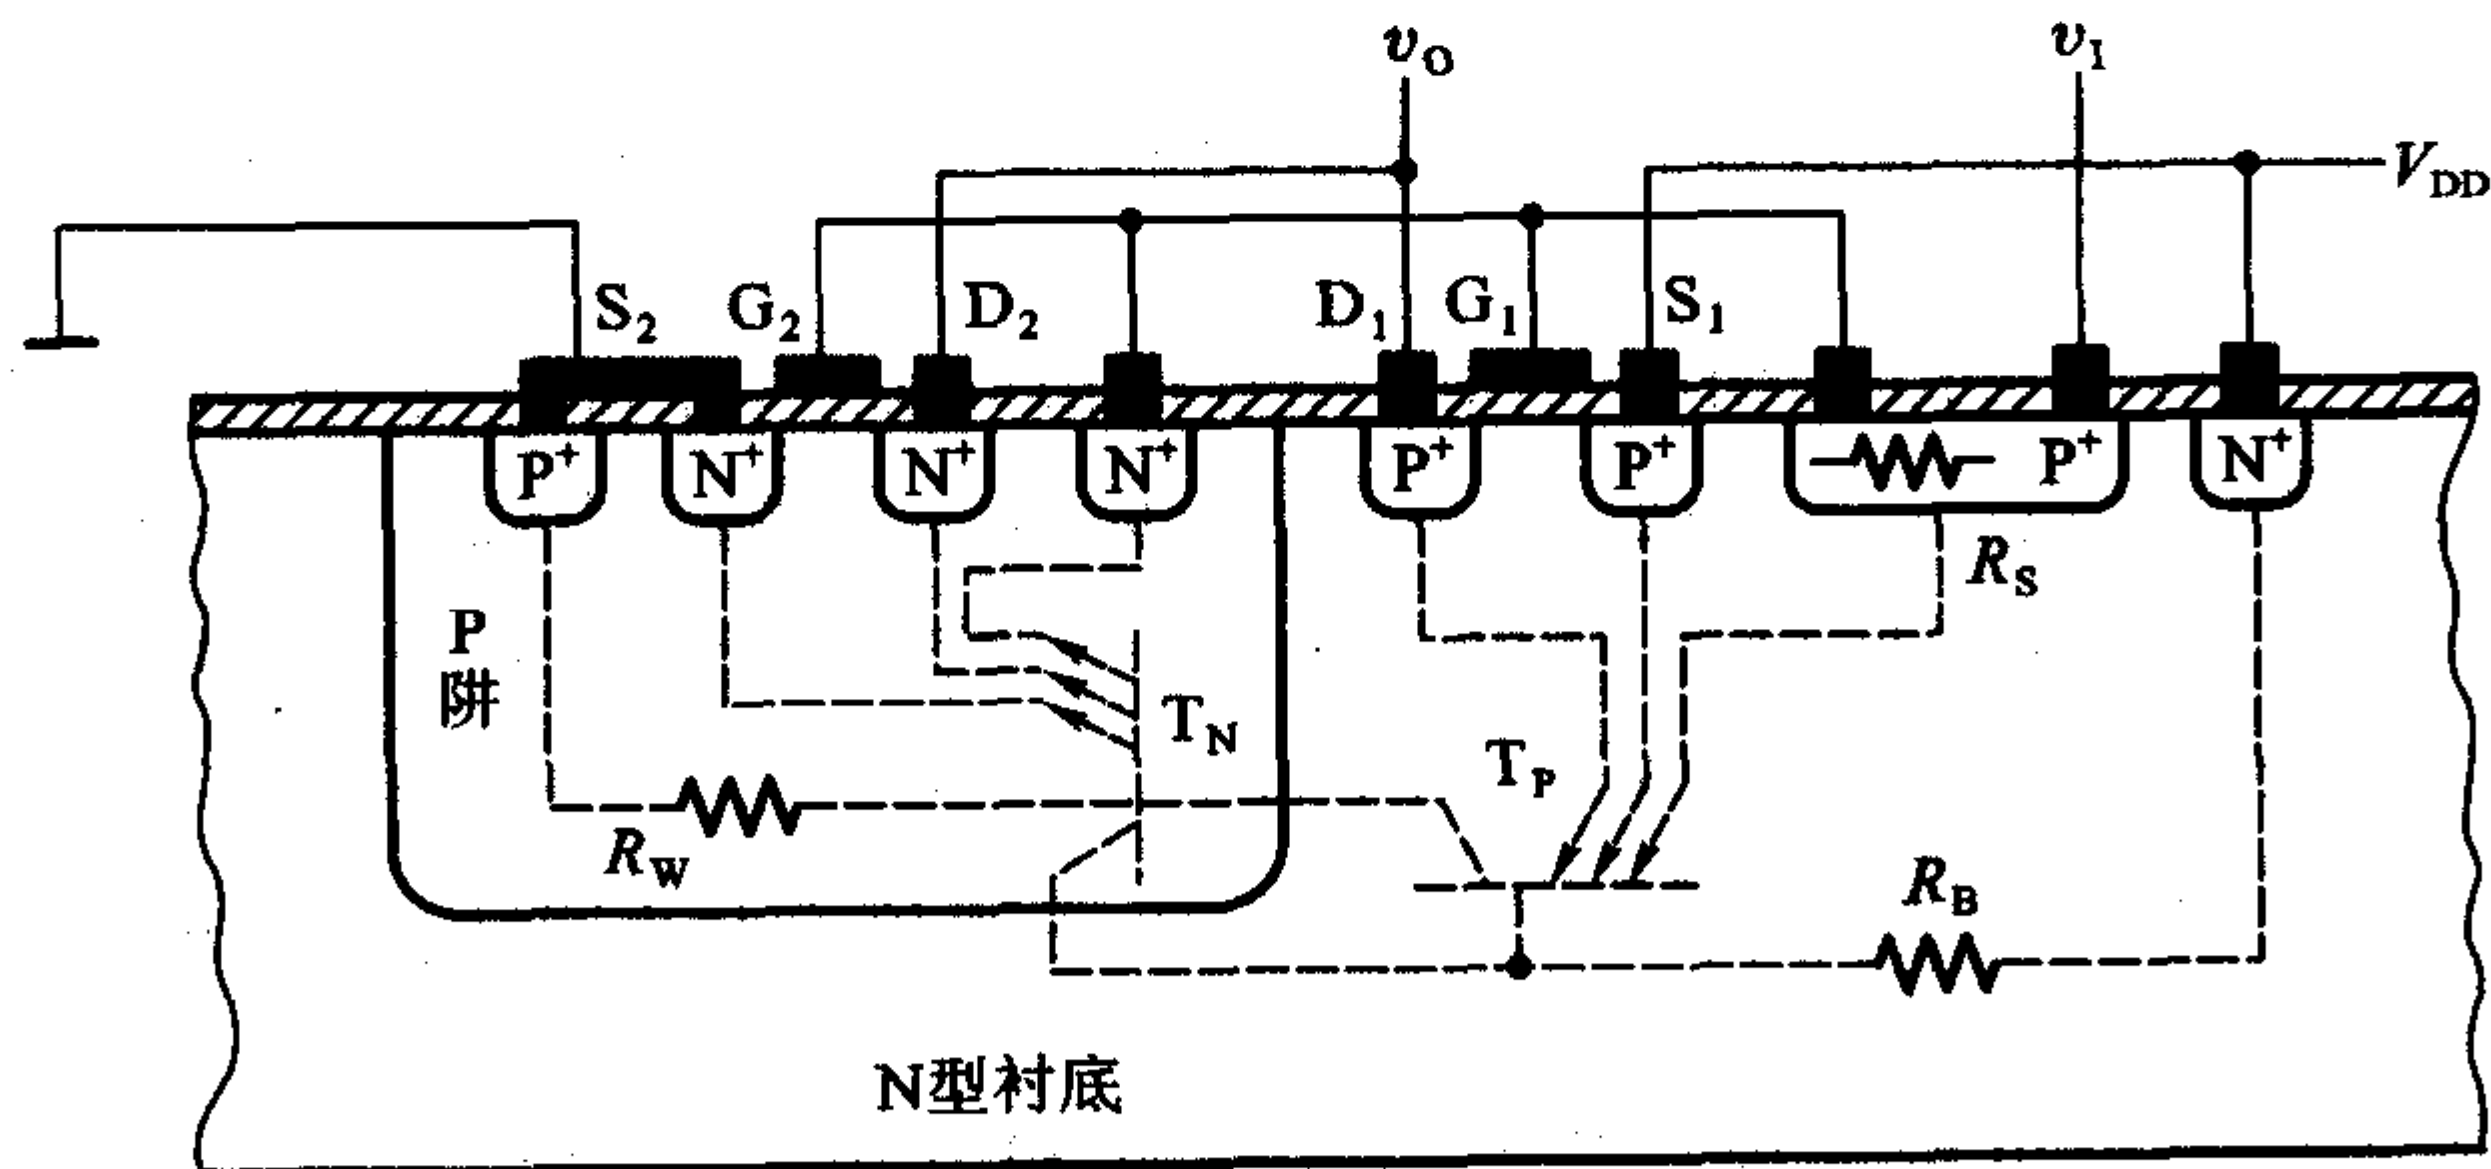 v_O
v_I
V_DD
S_2
G_2
D_2
D_1
G_1
S_1
P^+
N^+
N^+
N^+
P^+
P^+
P^+
N^+
R_S
P
阱
T_N
T_P
R_W
R_B
N型衬底